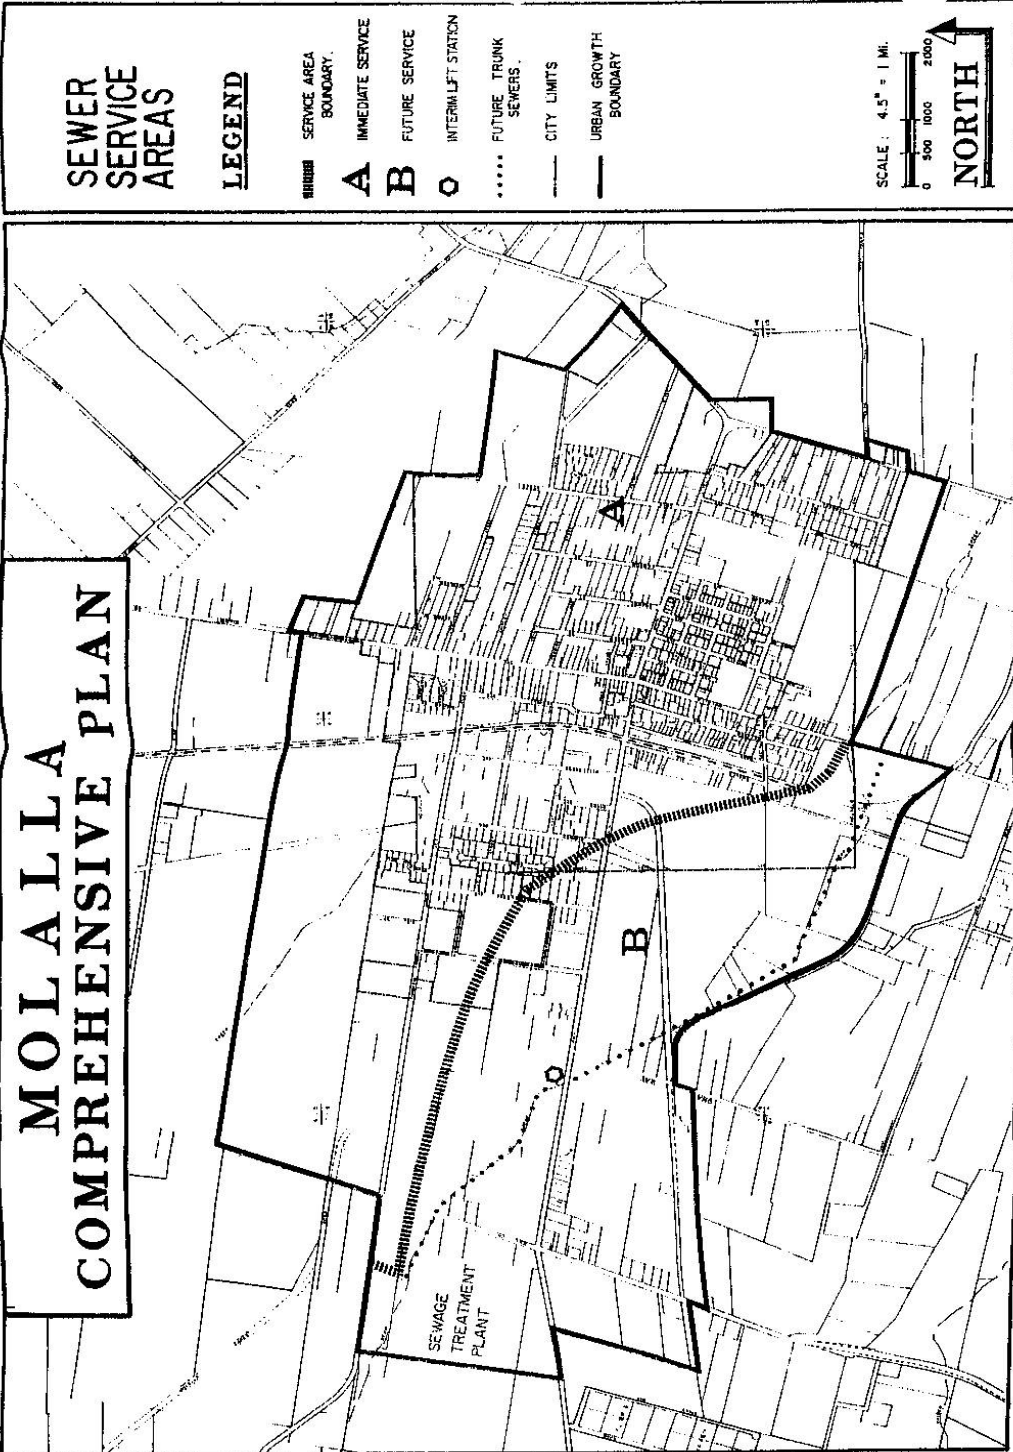 MOLALLA
COMPREHENSIVE PLAN
SEWER
SERVICE
AREAS
LEGEND
SERVICE AREA
BOUNDARY.
A IMMEDIATE SERVICE
B FUTURE SERVICE
INTERIM LIFT STATION
FUTURE TRUNK
SEWERS.
CITY LIMITS
URBAN GROWTH
BOUNDARY
SCALE : 4.5" = 1 MI.
0 500 1000 2000
NORTH
A
B
SEWAGE
TREATMENT
PLANT